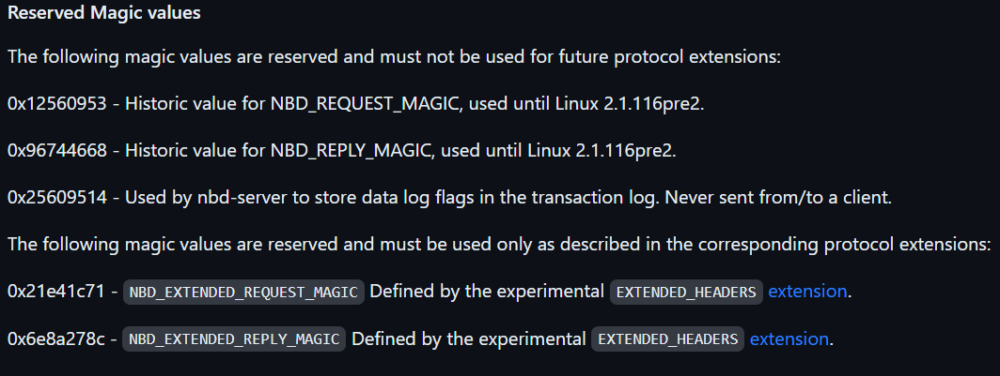 Reserved Magic values
The following magic values are reserved and must not be used for future protocol extensions:
0x12560953 - Historic value for NBD_REQUEST_MAGIC, used until Linux 2.1.116pre2.
0x96744668 - Historic value for NBD_REPLY_MAGIC, used until Linux 2.1.116pre2.
0x25609514 - Used by nbd-server to store data log flags in the transaction log. Never sent from/to a client.
The following magic values are reserved and must be used only as described in the corresponding protocol extensions:
0x21e41c71 - NBD_EXTENDED_REQUEST_MAGIC Defined by the experimental EXTENDED_HEADERS extension.
0x6e8a278c - NBD_EXTENDED_REPLY_MAGIC Defined by the experimental EXTENDED_HEADERS extension.